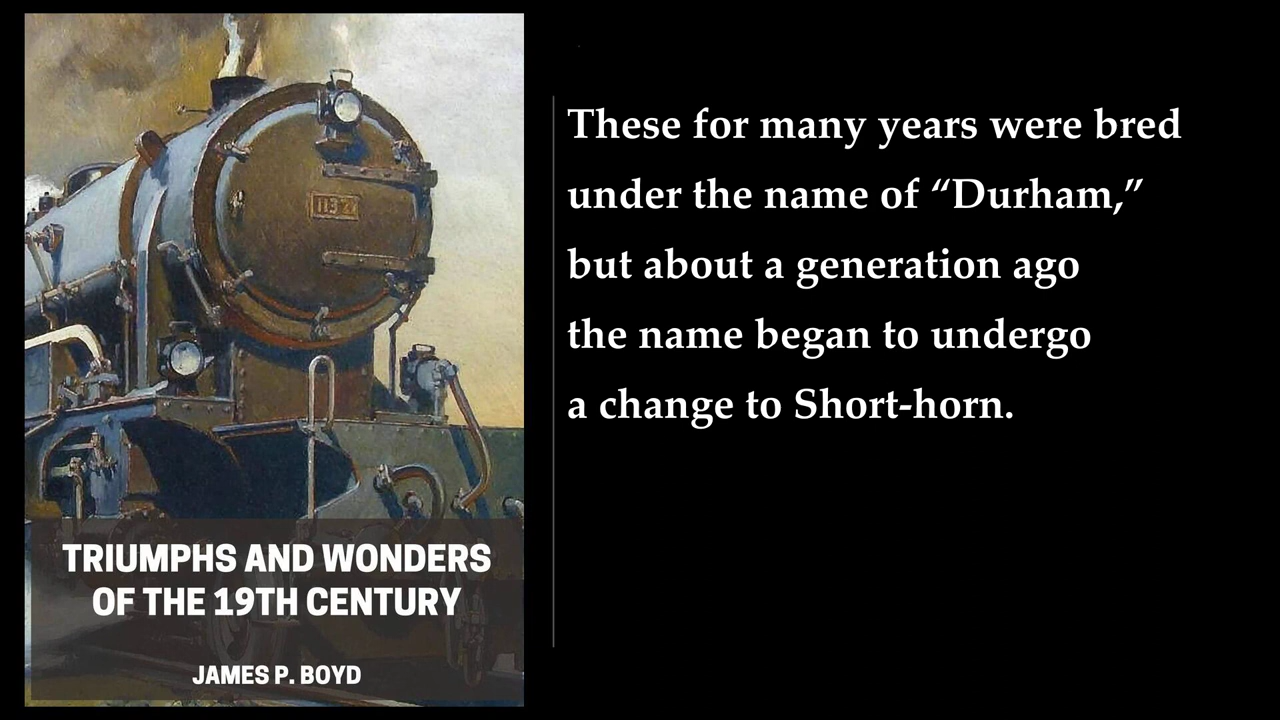 These for many years were bred
under the name of “Durham,”
but about a generation ago
the name began to undergo
a change to Short-horn.
TRIUMPHS AND WONDERS
OF THE 19TH CENTURY
JAMES P. BOYD